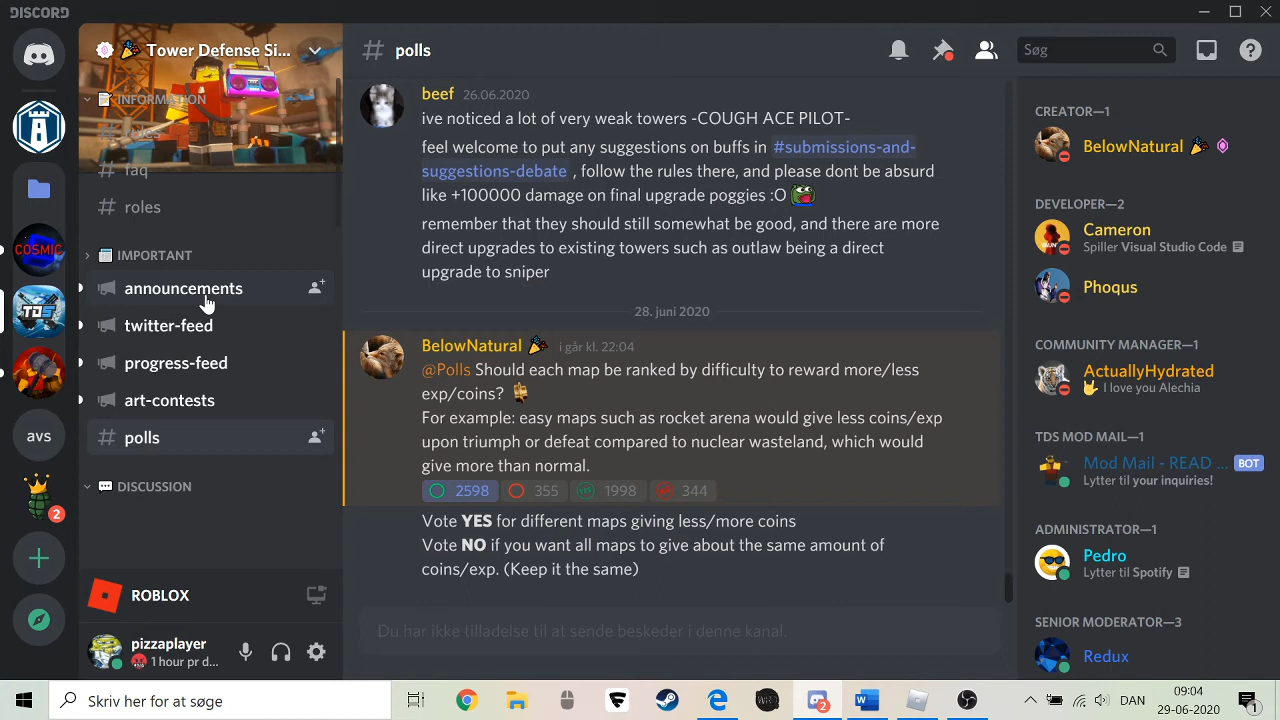 DISCORD
Tower Defense Si...
INFORMATION
rules
faq
roles
IMPORTANT
announcements
twitter-feed
progress-feed
art-contests
polls
DISCUSSION
COSMIC
TDS
avs
2
ROBLOX
pizzaplayer
1 hour pr d...
# polls
Søg
beef 26.06.2020
ive noticed a lot of very weak towers -COUGH ACE PILOT-
feel welcome to put any suggestions on buffs in #submissions-and-
suggestions-debate , follow the rules there, and please dont be absurd
like +100000 damage on final upgrade poggies :O
remember that they should still somewhat be good, and there are more
direct upgrades to existing towers such as outlaw being a direct
upgrade to sniper
28. juni 2020
BelowNatural i går kl. 22:04
@Polls Should each map be ranked by difficulty to reward more/less
exp/coins?
For example: easy maps such as rocket arena would give less coins/exp
upon triumph or defeat compared to nuclear wasteland, which would
give more than normal.
2598 355 1998 344
Vote YES for different maps giving less/more coins
Vote NO if you want all maps to give about the same amount of
coins/exp. (Keep it the same)
Du har ikke tilladelse til at sende beskeder i denne kanal.
CREATOR—1
BelowNatural
DEVELOPER—2
Cameron
Spiller Visual Studio Code
Phoqus
COMMUNITY MANAGER—1
ActuallyHydrated
I love you Alechia
TDS MOD MAIL—1
Mod Mail - READ ... BOT
Lytter til your inquiries!
ADMINISTRATOR—1
Pedro
Lytter til Spotify
SENIOR MODERATOR—3
Redux
Skriv her for at søge
2
DAN
09:04
29-06-2020
1